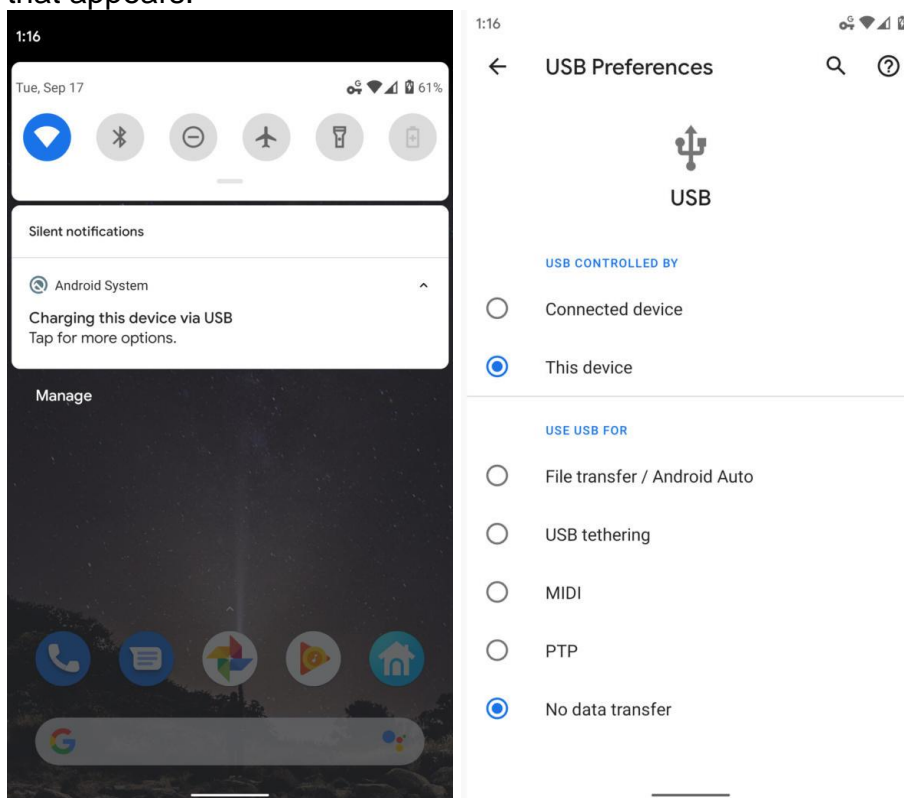 that appears.
1:16
Tue, Sep 17
61%
Silent notifications
Android System
Charging this device via USB
Tap for more options.
Manage
1:16
USB Preferences
USB
USB CONTROLLED BY
Connected device
This device
USE USB FOR
File transfer / Android Auto
USB tethering
MIDI
PTP
No data transfer